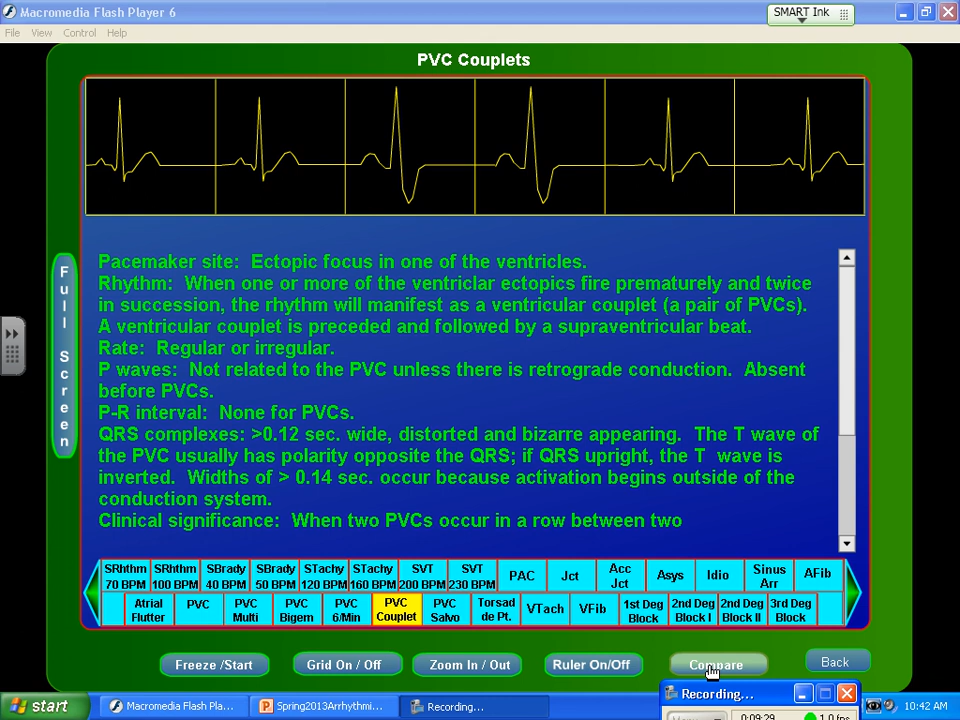 Macromedia Flash Player 6
SMART Ink
File View Control Help
PVC Couplets
Full Screen
Pacemaker site: Ectopic focus in one of the ventricles.
Rhythm: When one or more of the ventriclar ectopics fire prematurely and twice
in succession, the rhythm will manifest as a ventricular couplet (a pair of PVCs).
A ventricular couplet is preceded and followed by a supraventricular beat.
Rate: Regular or irregular.
P waves: Not related to the PVC unless there is retrograde conduction. Absent
before PVCs.
P-R interval: None for PVCs.
QRS complexes: >0.12 sec. wide, distorted and bizarre appearing. The T wave of
the PVC usually has polarity opposite the QRS; if QRS upright, the T wave is
inverted. Widths of > 0.14 sec. occur because activation begins outside of the
conduction system.
Clinical significance: When two PVCs occur in a row between two
SRhthm SRhthm SBrady SBrady STachy STachy SVT SVT PAC Jct Acc Asys Idio Sinus AFib
70 BPM 100 BPM 40 BPM 50 BPM 120 BPM 160 BPM 200 BPM 230 BPM Jct Arr
Atrial PVC PVC PVC PVC PVC PVC Torsad VTach VFib 1st Deg 2nd Deg 2nd Deg 3rd Deg
Flutter Multi Bigem 6/Min Couplet Salvo de Pt. Block Block I Block II Block
Freeze /Start Grid On / Off Zoom In / Out Ruler On/Off Compare Back
Recording...
start Macromedia Flash Pla... Spring2013Arrhythmi... Recording... 10:42 AM
0:09:29 1.0 fps